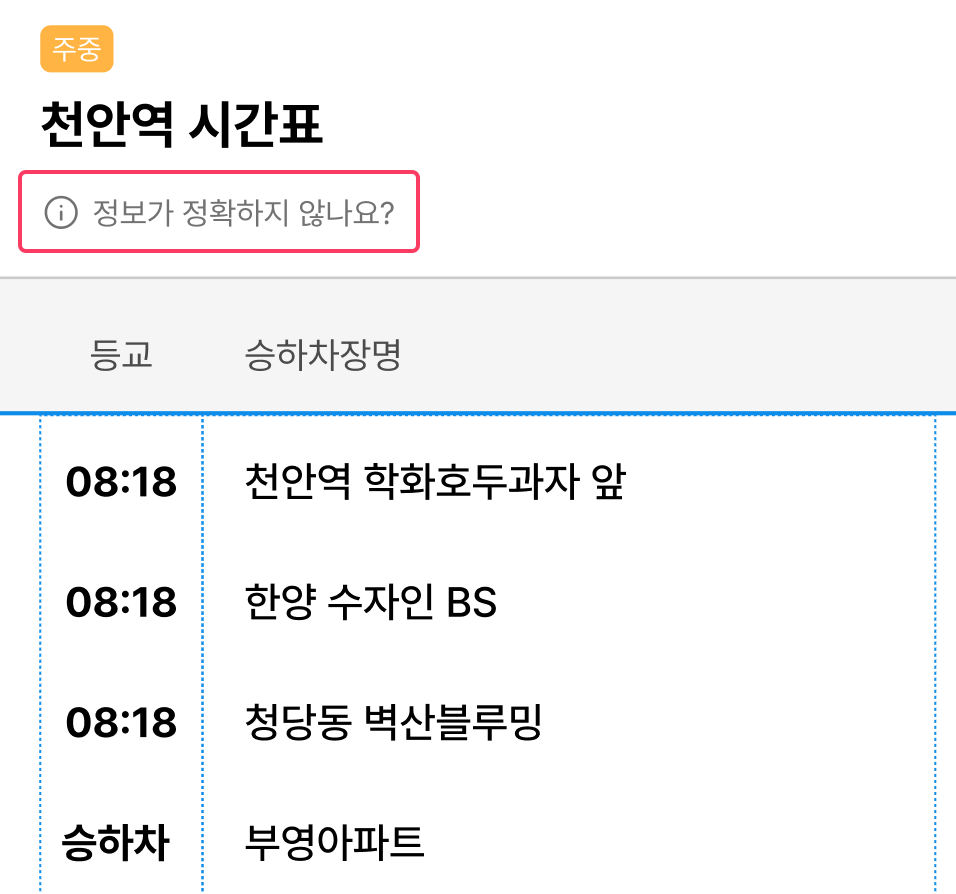 주중
천안역 시간표
정보가 정확하지 않나요?
등교 승하차장명
08:18 천안역 학화호두과자 앞
08:18 한양 수자인 BS
08:18 청당동 벽산블루밍
승하차 부영아파트